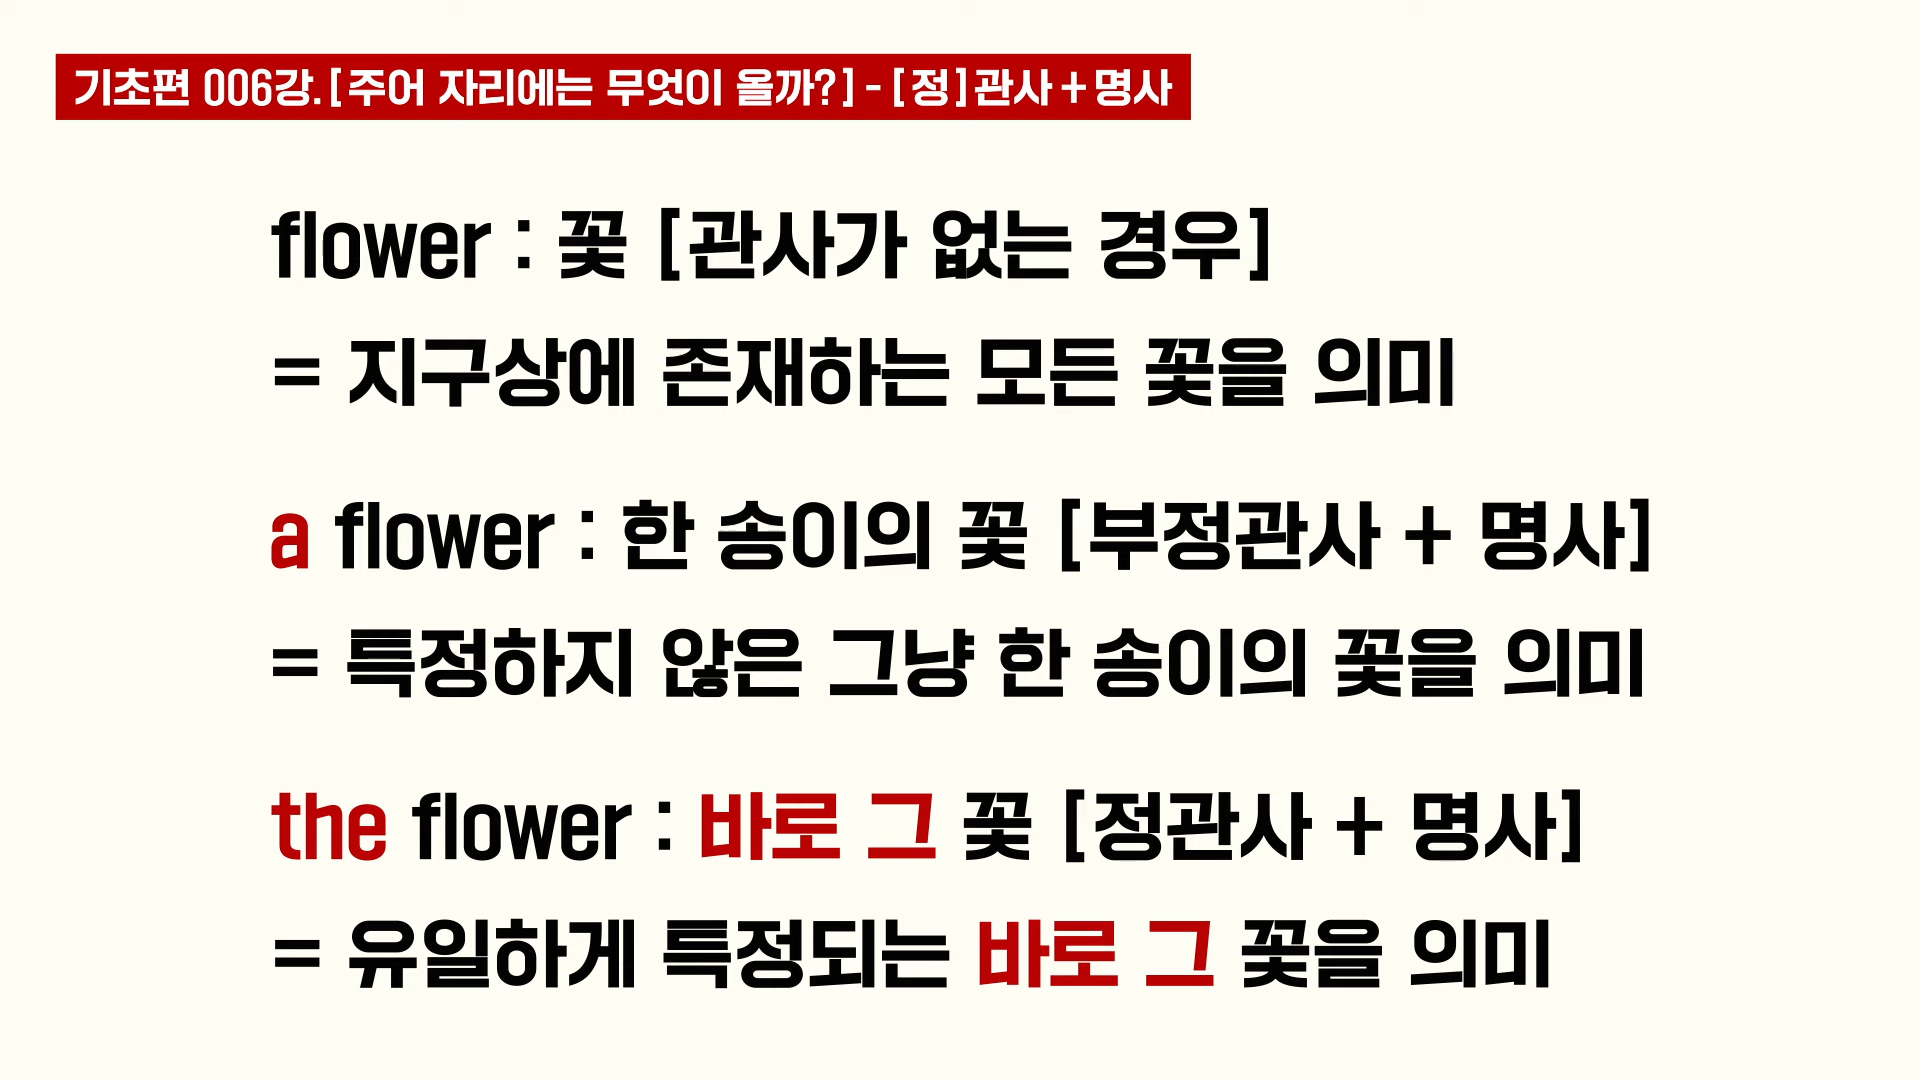 기초편 006강.[주어 자리에는 무엇이 올까?] - [정]관사 + 명사
flower : 꽃 [관사가 없는 경우]
= 지구상에 존재하는 모든 꽃을 의미
a flower : 한 송이의 꽃 [부정관사 + 명사]
= 특정하지 않은 그냥 한 송이의 꽃을 의미
the flower : 바로 그 꽃 [정관사 + 명사]
= 유일하게 특정되는 바로 그 꽃을 의미